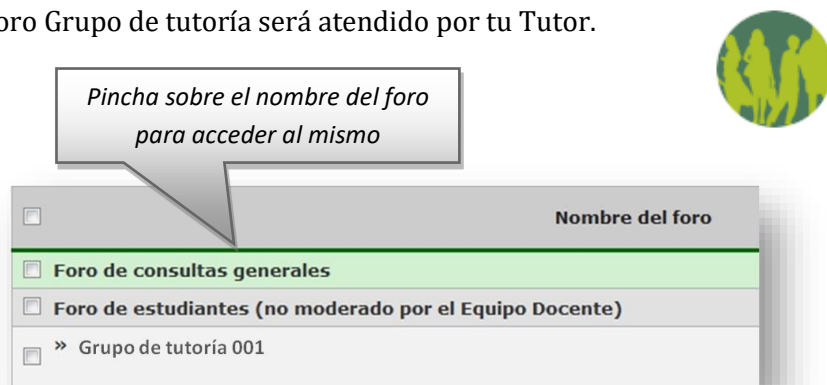 oro Grupo de tutoría será atendido por tu Tutor.
Pincha sobre el nombre del foro
para acceder al mismo
Nombre del foro
Foro de consultas generales
Foro de estudiantes (no moderado por el Equipo Docente)
» Grupo de tutoría 001